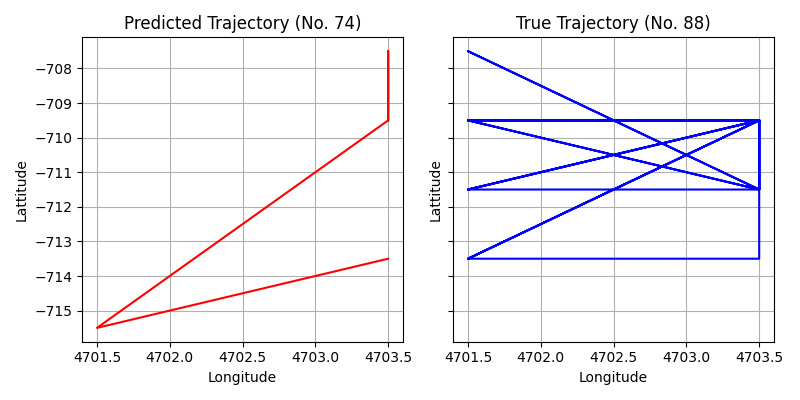 Predicted Trajectory (No. 74)
True Trajectory (No. 88)
−708
−709
−710
−711
−712
−713
−714
−715
Lattitude
Lattitude
4701.5 4702.0 4702.5 4703.0 4703.5
4701.5 4702.0 4702.5 4703.0 4703.5
Longitude
Longitude